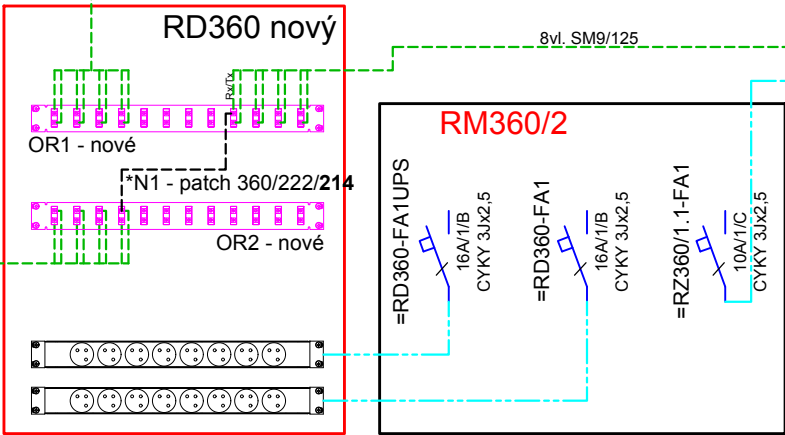 RD360 nový
8vl. SM9/125
Rx/Tx
OR1 - nové
*N1 - patch 360/222/214
OR2 - nové
RM360/2
=RD360-FA1UPS
16A/1/B
CYKY 3Jx2,5
=RD360-FA1
16A/1/B
CYKY 3Jx2,5
=RZ360/1.1-FA1
10A/1/C
CYKY 3Jx2,5